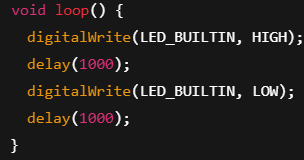 void loop() {
  digitalWrite(LED_BUILTIN, HIGH);
  delay(1000);
  digitalWrite(LED_BUILTIN, LOW);
  delay(1000);
}